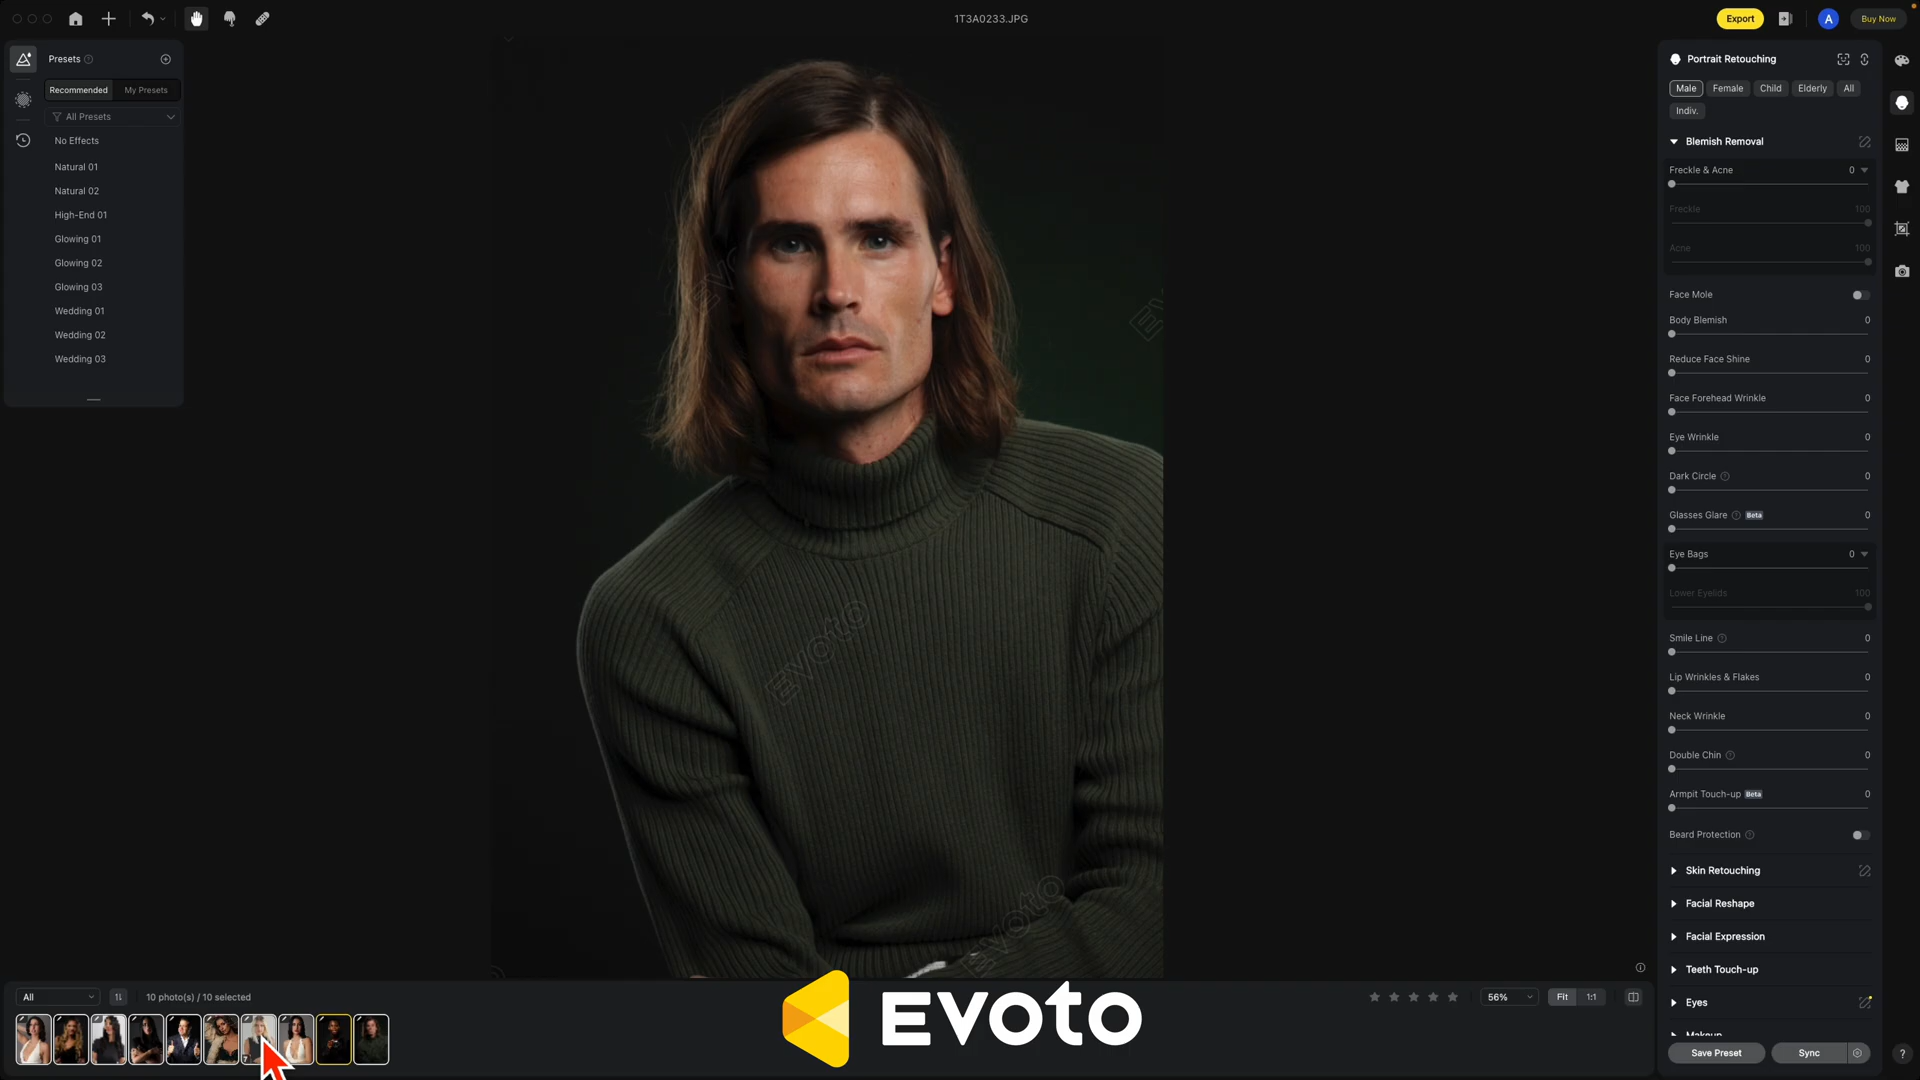 1T3A0233.JPG
Export
A
Buy Now
Presets
Recommended
My Presets
All Presets
No Effects
Natural 01
Natural 02
High-End 01
Glowing 01
Glowing 02
Glowing 03
Wedding 01
Wedding 02
Wedding 03
Portrait Retouching
Male
Female
Child
Elderly
All
Indiv.
Blemish Removal
Freckle & Acne 0
Freckle 100
Acne 100
Face Mole
Body Blemish 0
Reduce Face Shine 0
Face Forehead Wrinkle 0
Eye Wrinkle 0
Dark Circle 0
Glasses Glare Beta 0
Eye Bags 0
Lower Eyelids 100
Smile Line 0
Lip Wrinkles & Flakes 0
Neck Wrinkle 0
Double Chin 0
Armpit Touch-up Beta 0
Beard Protection
Skin Retouching
Facial Reshape
Facial Expression
Teeth Touch-up
Eyes
Makeup
Save Preset
Sync
EVOTO
EVOTO
All
10 photo(s) / 10 selected
56%
Fit
1:1
7
EVOTO